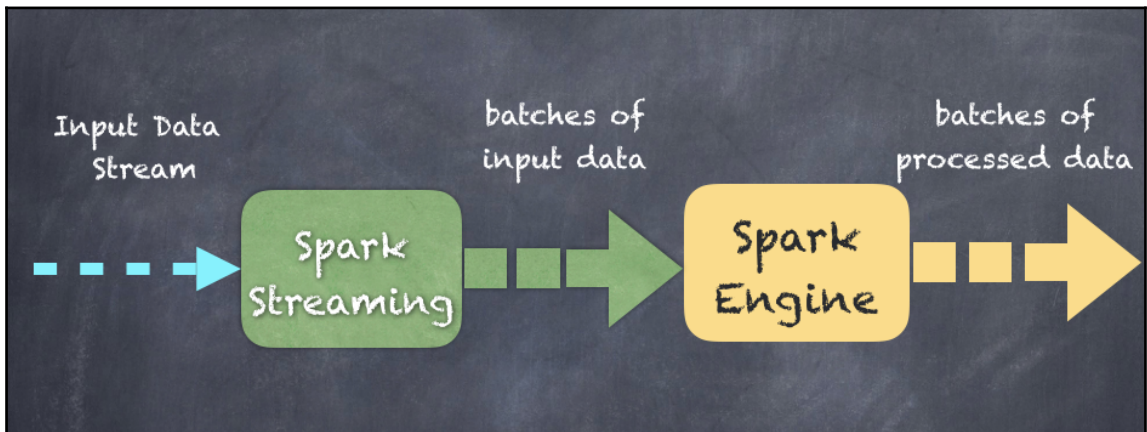 Input Data
Stream
batches of
input data
batches of
processed data
Spark
Streaming
Spark
Engine